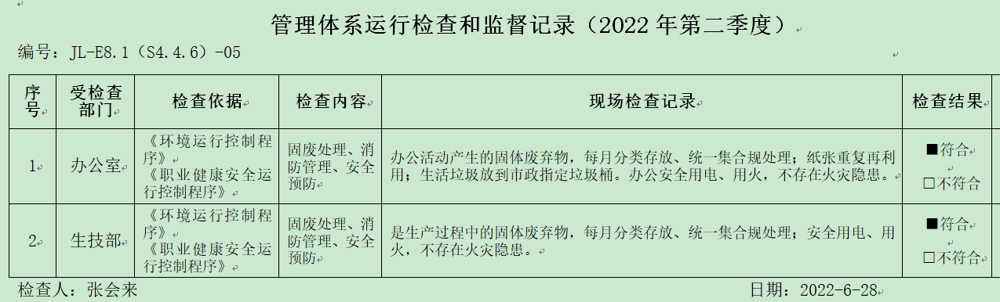 管理体系运行检查和监督记录（2022年第二季度）
编号：JL-E8.1（S4.4.6）-05
序号
受检查部门
检查依据
检查内容
现场检查记录
检查结果
1
办公室
《环境运行控制程
序》
《职业健康安全运
行控制程序》
固废处理、消
防管理、安全
预防
办公活动产生的固体废弃物，每月分类存放、统一集合规处理；纸张重复再利
用；生活垃圾放到市政指定垃圾桶。办公安全用电、用火，不存在火灾隐患。
■符合
□不符合
2
生技部
《环境运行控制程
序》
《职业健康安全运
行控制程序》
固废处理、消
防管理、安全
预防
是生产过程中的固体废弃物，每月分类存放、统一集合规处理；安全用电、用
火，不存在火灾隐患。
■符合
□不符合
检查人：张会来 日期：2022-6-28